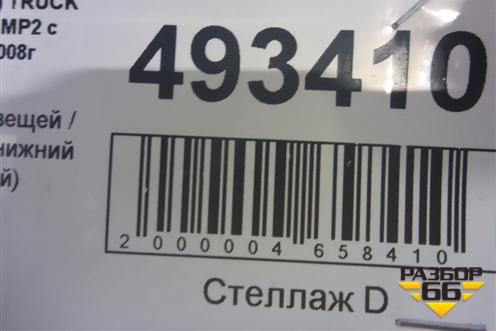 TRUCK
MP2 с
008г
493410
вещей /
нижний
й)
2000004658410
Стеллаж D
РАЗБОР
66